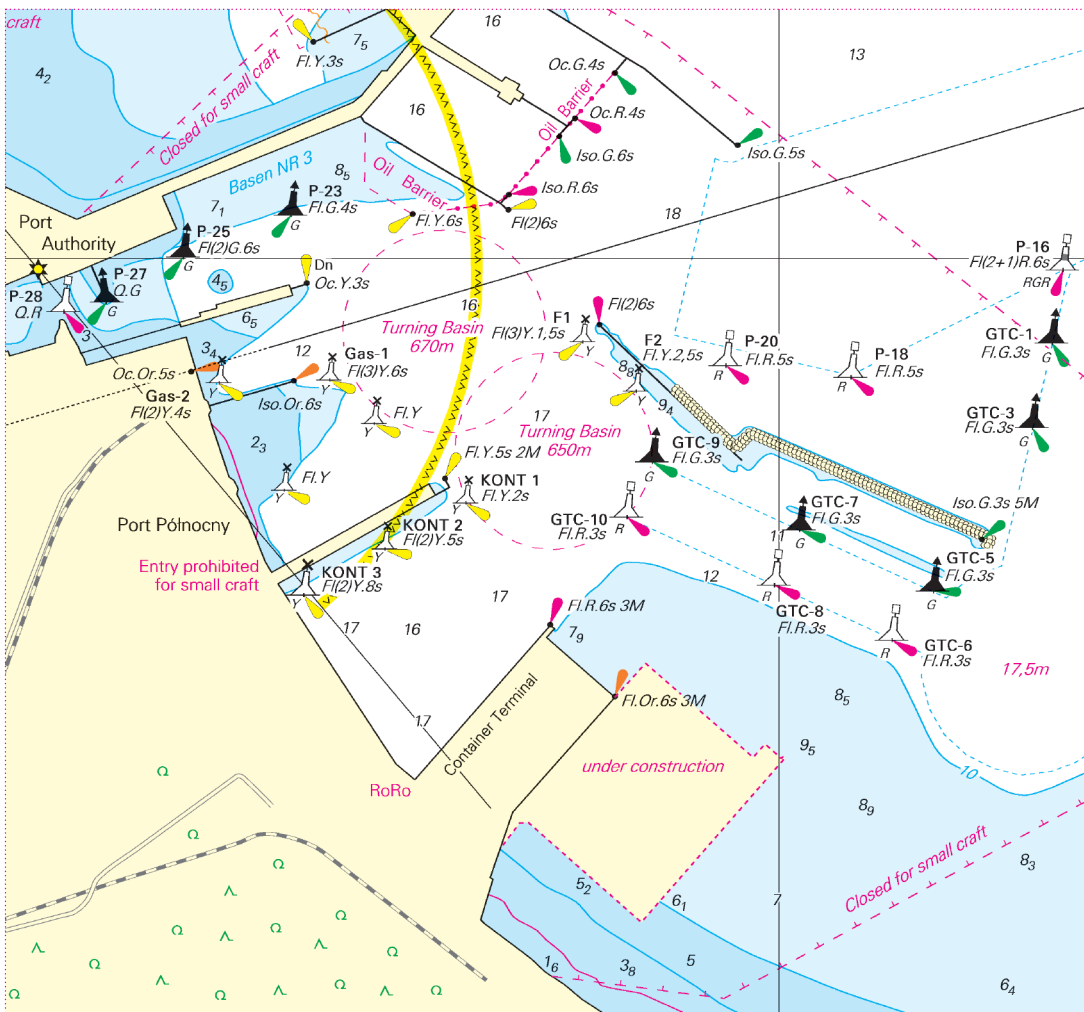 craft
4₂
Closed for small craft
Fl.Y.3s
7₅
16
13
Oc.G.4s
Oil Barrier
Oc.R.4s
Iso.G.6s
Iso.G.5s
16
Basen NR 3
8₅
Oil Barrier
Iso.R.6s
7₁
P-23
Fl.G.4s
G
Fl.Y.6s
Fl(2)6s
18
Port
Authority
P-25
Fl(2)G.6s
G
P-16
Fl(2+1)R.6s
RGR
P-28
Q.R
R
3
P-27
Q.G
G
4₅
Dn
Oc.Y.3s
6₅
16
Turning Basin
670m
F1
Fl(3)Y.1,5s
Y
Fl(2)6s
F2
Fl.Y.2,5s
Y
8₈
9₄
P-20
Fl.R.5s
R
P-18
Fl.R.5s
R
GTC-1
Fl.G.3s
G
3₄
12
Oc.Or.5s
Gas-2
Fl(2)Y.4s
Y
Gas-1
Fl(3)Y.6s
Y
Iso.Or.6s
Fl.Y
Y
17
Turning Basin
650m
GTC-3
Fl.G.3s
G
2₃
Fl.Y
Y
Fl.Y.5s 2M
KONT 1
Fl.Y.2s
Y
GTC-9
Fl.G.3s
G
GTC-10
Fl.R.3s
R
GTC-7
Fl.G.3s
G
11
Iso.G.3s 5M
Port Północny
KONT 2
Fl(2)Y.5s
Y
Entry prohibited
for small craft
KONT 3
Fl(2)Y.8s
Y
GTC-5
Fl.G.3s
G
12
17
17
16
Fl.R.6s 3M
7₉
GTC-8
Fl.R.3s
R
GTC-6
Fl.R.3s
R
17,5m
Fl.Or.6s 3M
8₅
17
Container Terminal
9₅
under construction
10
RoRo
8₉
Closed for small craft
8₃
5₂
6₁
7
1₆
3₈
5
6₄